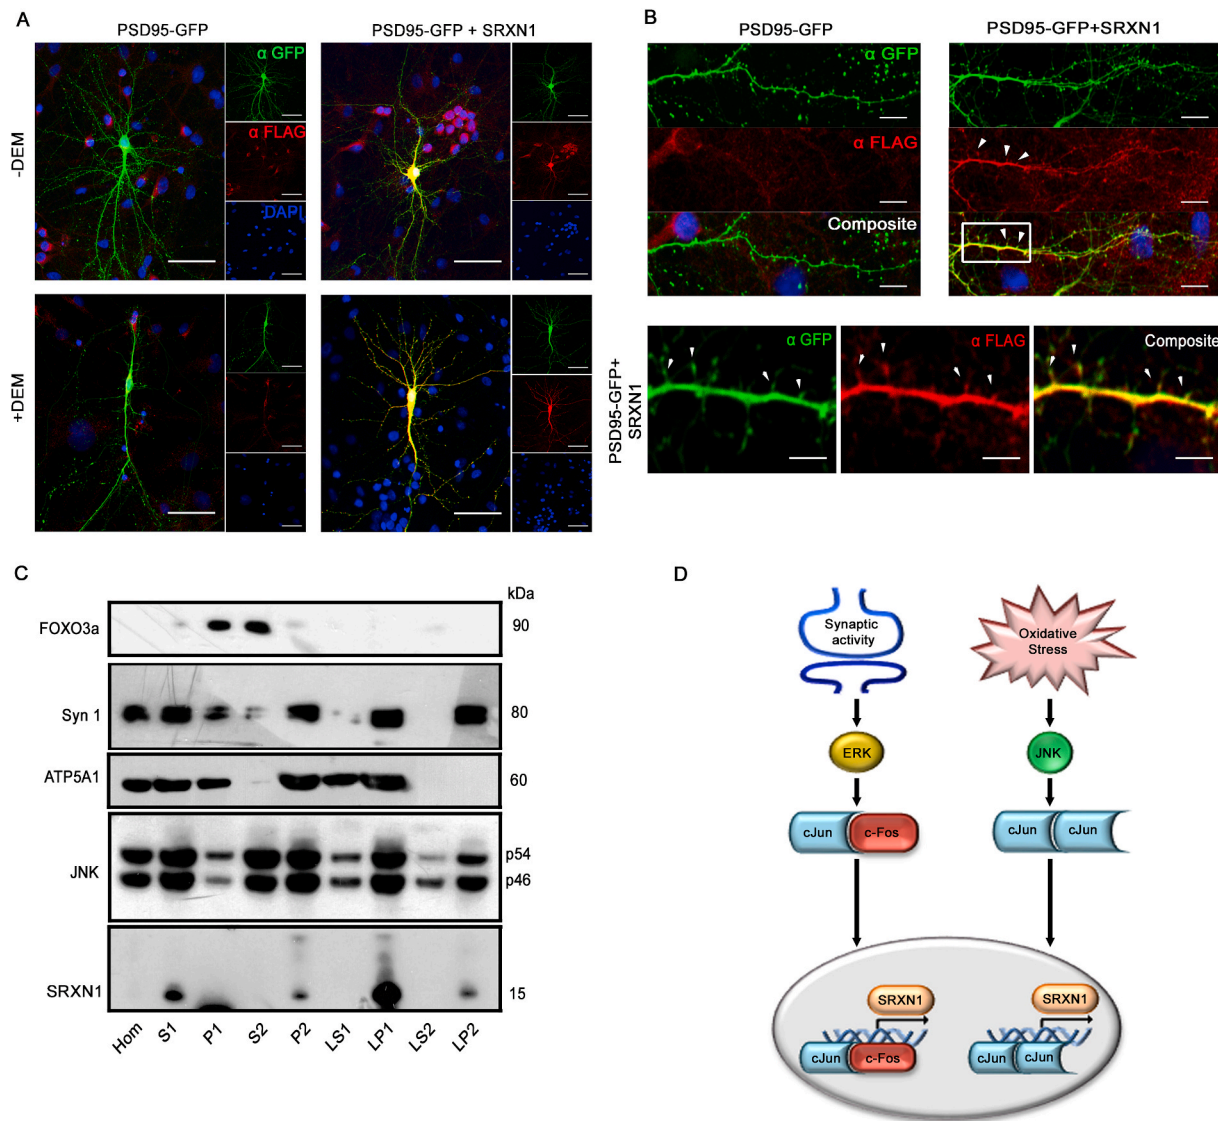 A
PSD95-GFP
PSD95-GFP + SRXN1
α GFP
α FLAG
DAPI
-DEM
+DEM
B
PSD95-GFP
PSD95-GFP+SRXN1
α GFP
α FLAG
Composite
PSD95-GFP+
SRXN1
α GFP
α FLAG
Composite
C
kDa
FOXO3a
90
Syn 1
80
ATP5A1
60
JNK
p54
p46
SRXN1
15
Hom
S1
P1
S2
P2
LS1
LP1
LS2
LP2
D
Synaptic
activity
Oxidative
Stress
ERK
JNK
cJun
c-Fos
cJun
cJun
SRXN1
SRXN1
cJun
c-Fos
cJun
cJun